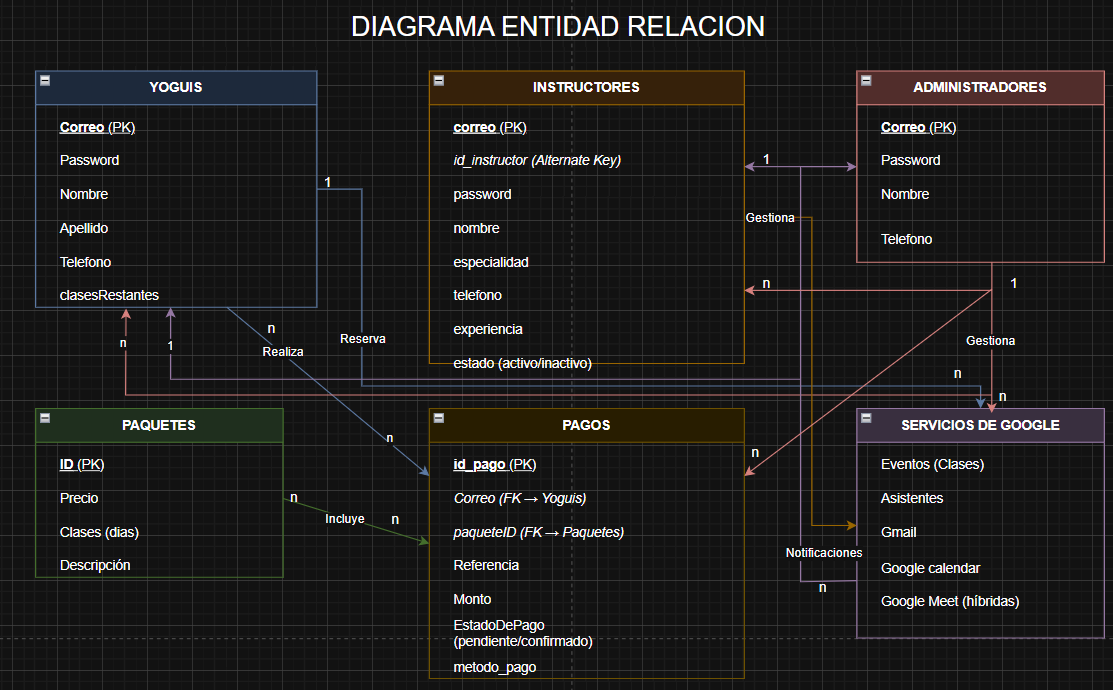 DIAGRAMA ENTIDAD RELACION
YOGUIS
Correo (PK)
Password
Nombre
Apellido
Telefono
clasesRestantes
INSTRUCTORES
correo (PK)
id_instructor (Alternate Key)
password
nombre
especialidad
telefono
experiencia
estado (activo/inactivo)
ADMINISTRADORES
Correo (PK)
Password
Nombre
Telefono
1
1
Gestiona
n
1
n
Realiza
Reserva
n
1
Gestiona
n
n
n
n
PAQUETES
ID (PK)
Precio
Clases (dias)
Descripción
n
Incluye
n
PAGOS
id_pago (PK)
Correo (FK → Yoguis)
paqueteID (FK → Paquetes)
Referencia
Monto
EstadoDePago
(pendiente/confirmado)
metodo_pago
SERVICIOS DE GOOGLE
Eventos (Clases)
Asistentes
Gmail
Google calendar
Google Meet (híbridas)
Notificaciones
n